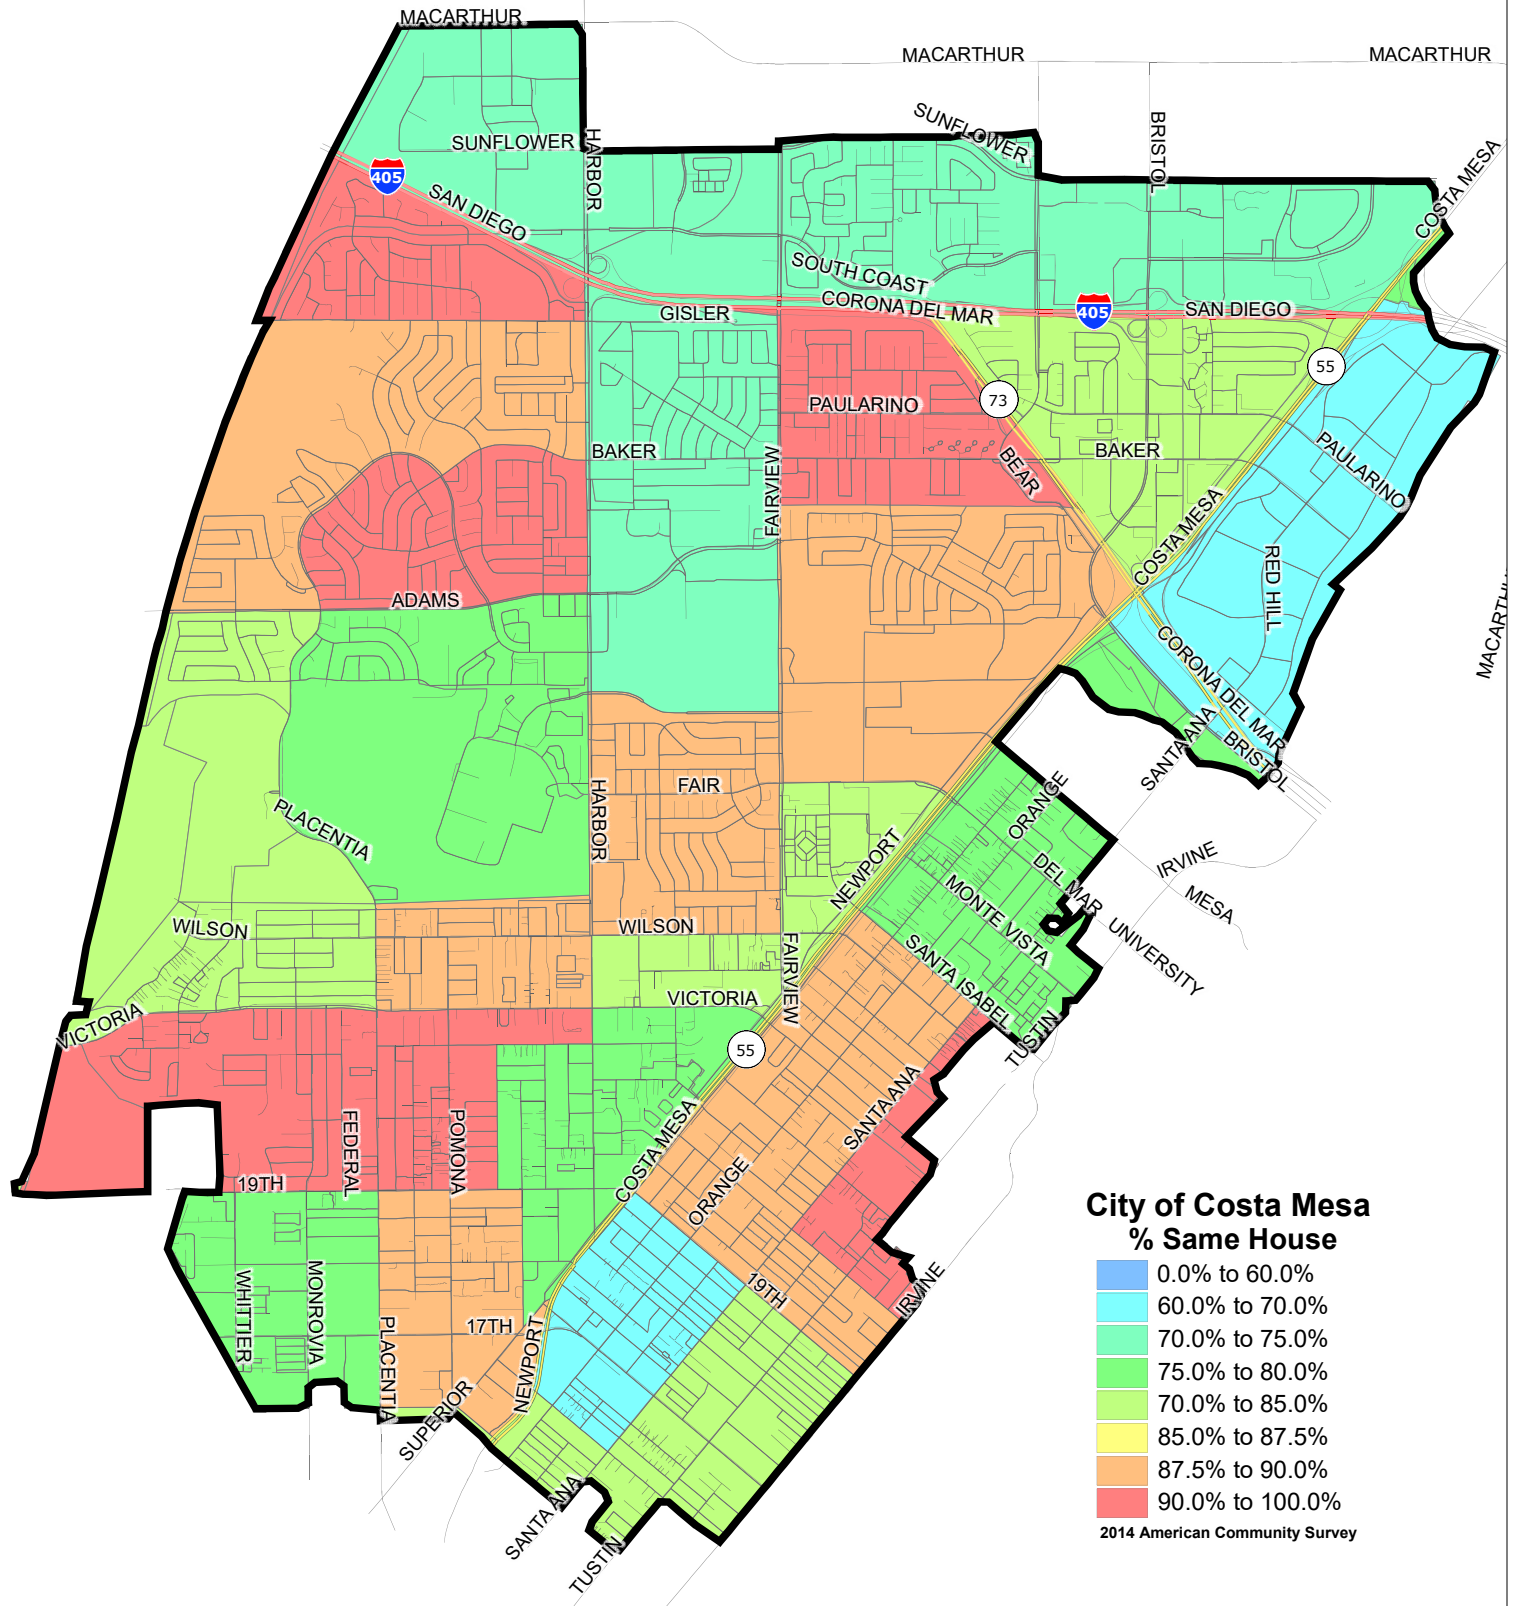 MACARTHUR
MACARTHUR
MACARTHUR
SUNFLOWER
SUNFLOWER
HARBOR
BRISTOL
COSTA MESA
405
SAN DIEGO
SOUTH COAST
CORONA DEL MAR
GISLER
405
SAN DIEGO
55
73
PAULARINO
BAKER
FAIRVIEW
BEAR
BAKER
PAULARINO
COSTA MESA
RED HILL
ADAMS
CORONA DEL MAR
SANTA ANA
BRISTOL
PLACENTIA
HARBOR
FAIR
NEWPORT
ORANGE
DEL MAR
MONTE VISTA
IRVINE
MESA
UNIVERSITY
WILSON
WILSON
FAIRVIEW
SANTA ISABEL
TUSTIN
VICTORIA
VICTORIA
55
SANTA ANA
COSTA MESA
ORANGE
FEDERAL
POMONA
19TH
19TH
IRVINE
WHITTIER
MONROVIA
PLACENTIA
17TH
NEWPORT
SUPERIOR
SANTA ANA
TUSTIN
City of Costa Mesa
% Same House
0.0% to 60.0%
60.0% to 70.0%
70.0% to 75.0%
75.0% to 80.0%
70.0% to 85.0%
85.0% to 87.5%
87.5% to 90.0%
90.0% to 100.0%
2014 American Community Survey